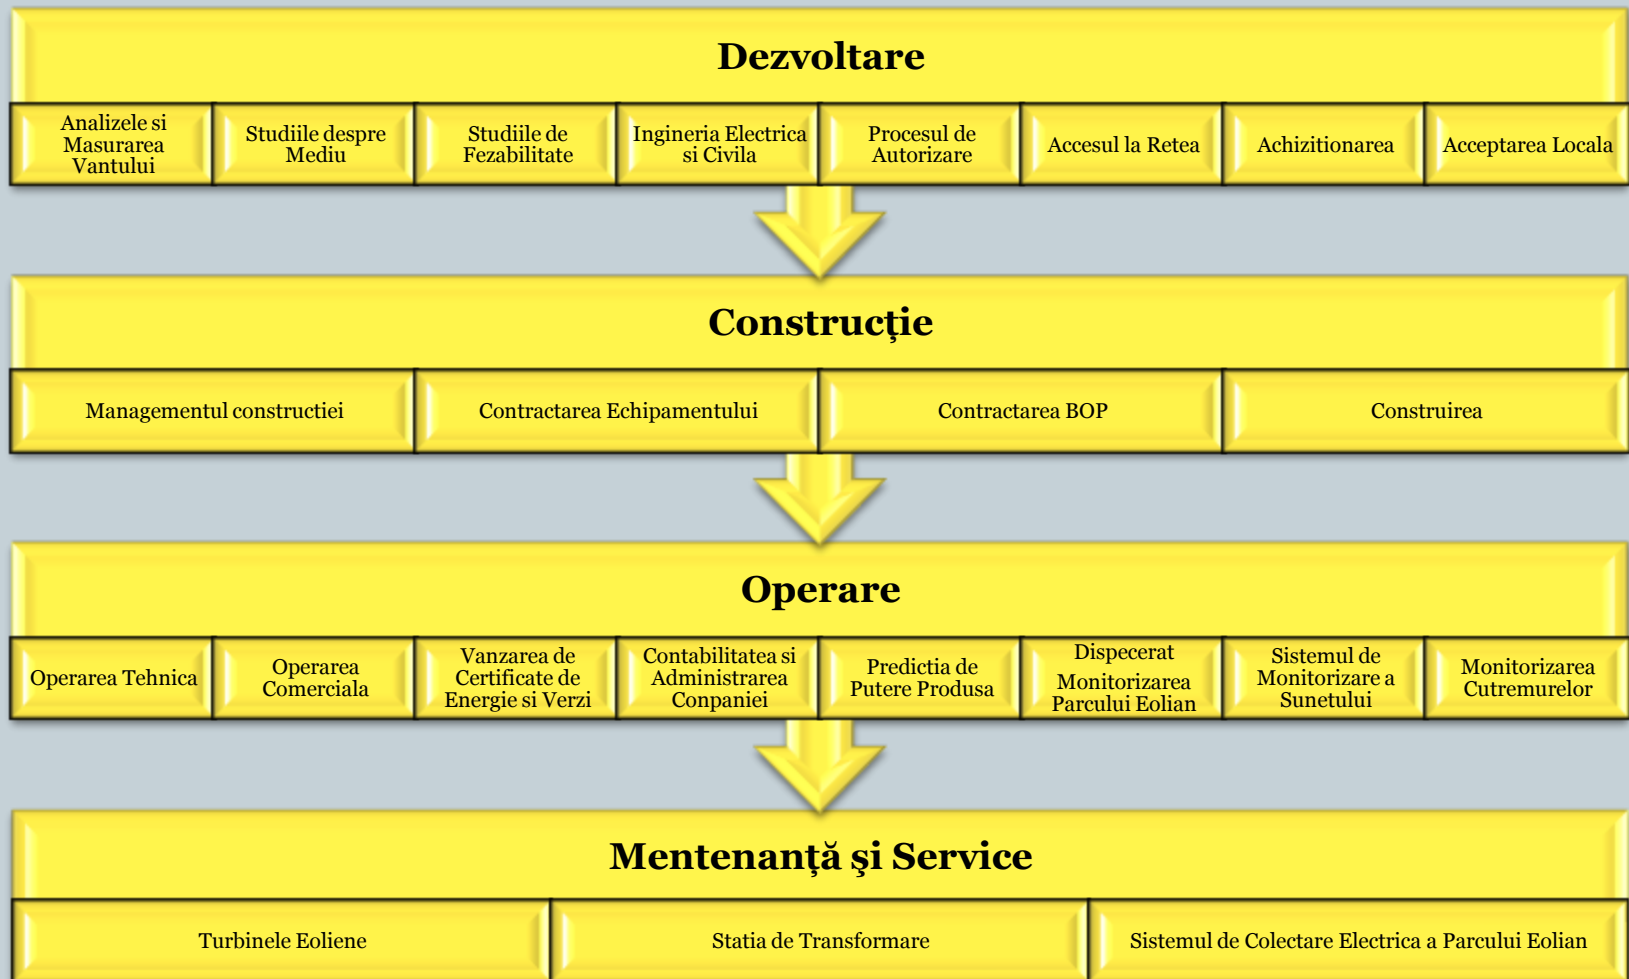 Dezvoltare
Analizele si
Masurarea
Vantului
Studiile despre
Mediu
Studiile de
Fezabilitate
Ingineria Electrica
si Civila
Procesul de
Autorizare
Accesul la Retea
Achizitionarea
Acceptarea Locala
Construcţie
Managementul constructiei
Contractarea Echipamentului
Contractarea BOP
Construirea
Operare
Operarea Tehnica
Operarea
Comerciala
Vanzarea de
Certificate de
Energie si Verzi
Contabilitatea si
Administrarea
Conpaniei
Predictia de
Putere Produsa
Dispecerat
Monitorizarea
Parcului Eolian
Sistemul de
Monitorizare a
Sunetului
Monitorizarea
Cutremurelor
Mentenanţă şi Service
Turbinele Eoliene
Statia de Transformare
Sistemul de Colectare Electrica a Parcului Eolian